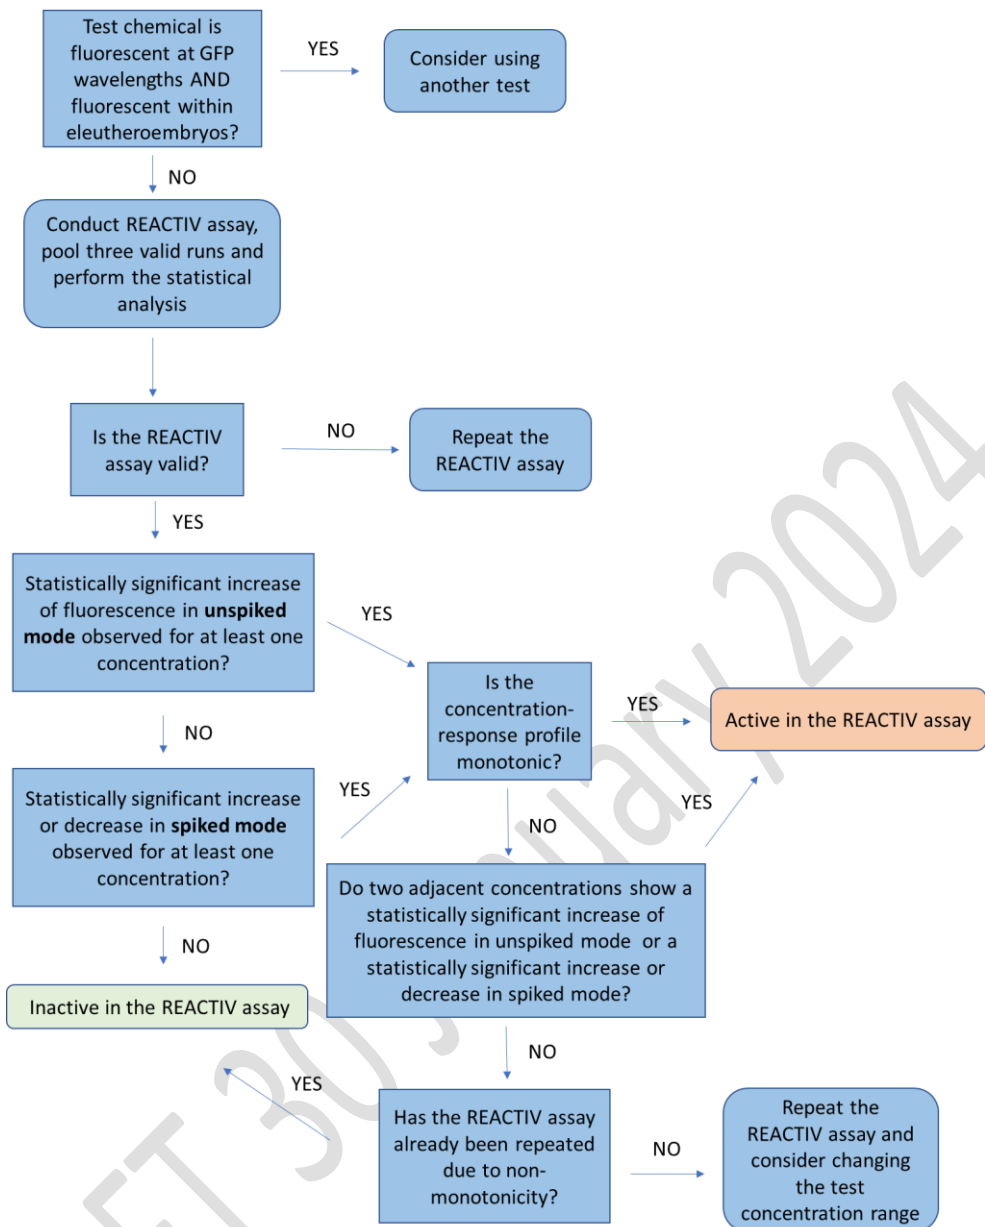 Test chemical is
fluorescent at GFP
wavelengths AND
fluorescent within
eleutheroembryos?
YES
Consider using
another test
NO
Conduct REACTIV assay,
pool three valid runs and
perform the statistical
analysis
Is the REACTIV
assay valid?
NO
Repeat the
REACTIV assay
YES
Statistically significant increase
of fluorescence in unspiked
mode observed for at least one
concentration?
YES
Is the
concentration-
response profile
monotonic?
YES
Active in the REACTIV assay
NO
Statistically significant increase
or decrease in spiked mode
observed for at least one
concentration?
YES
NO
YES
Do two adjacent concentrations show a
statistically significant increase of
fluorescence in unspiked mode or a
statistically significant increase or
decrease in spiked mode?
NO
Inactive in the REACTIV assay
NO
YES
Has the REACTIV assay
already been repeated
due to non-
monotonicity?
NO
Repeat the
REACTIV assay and
consider changing
the test
concentration range